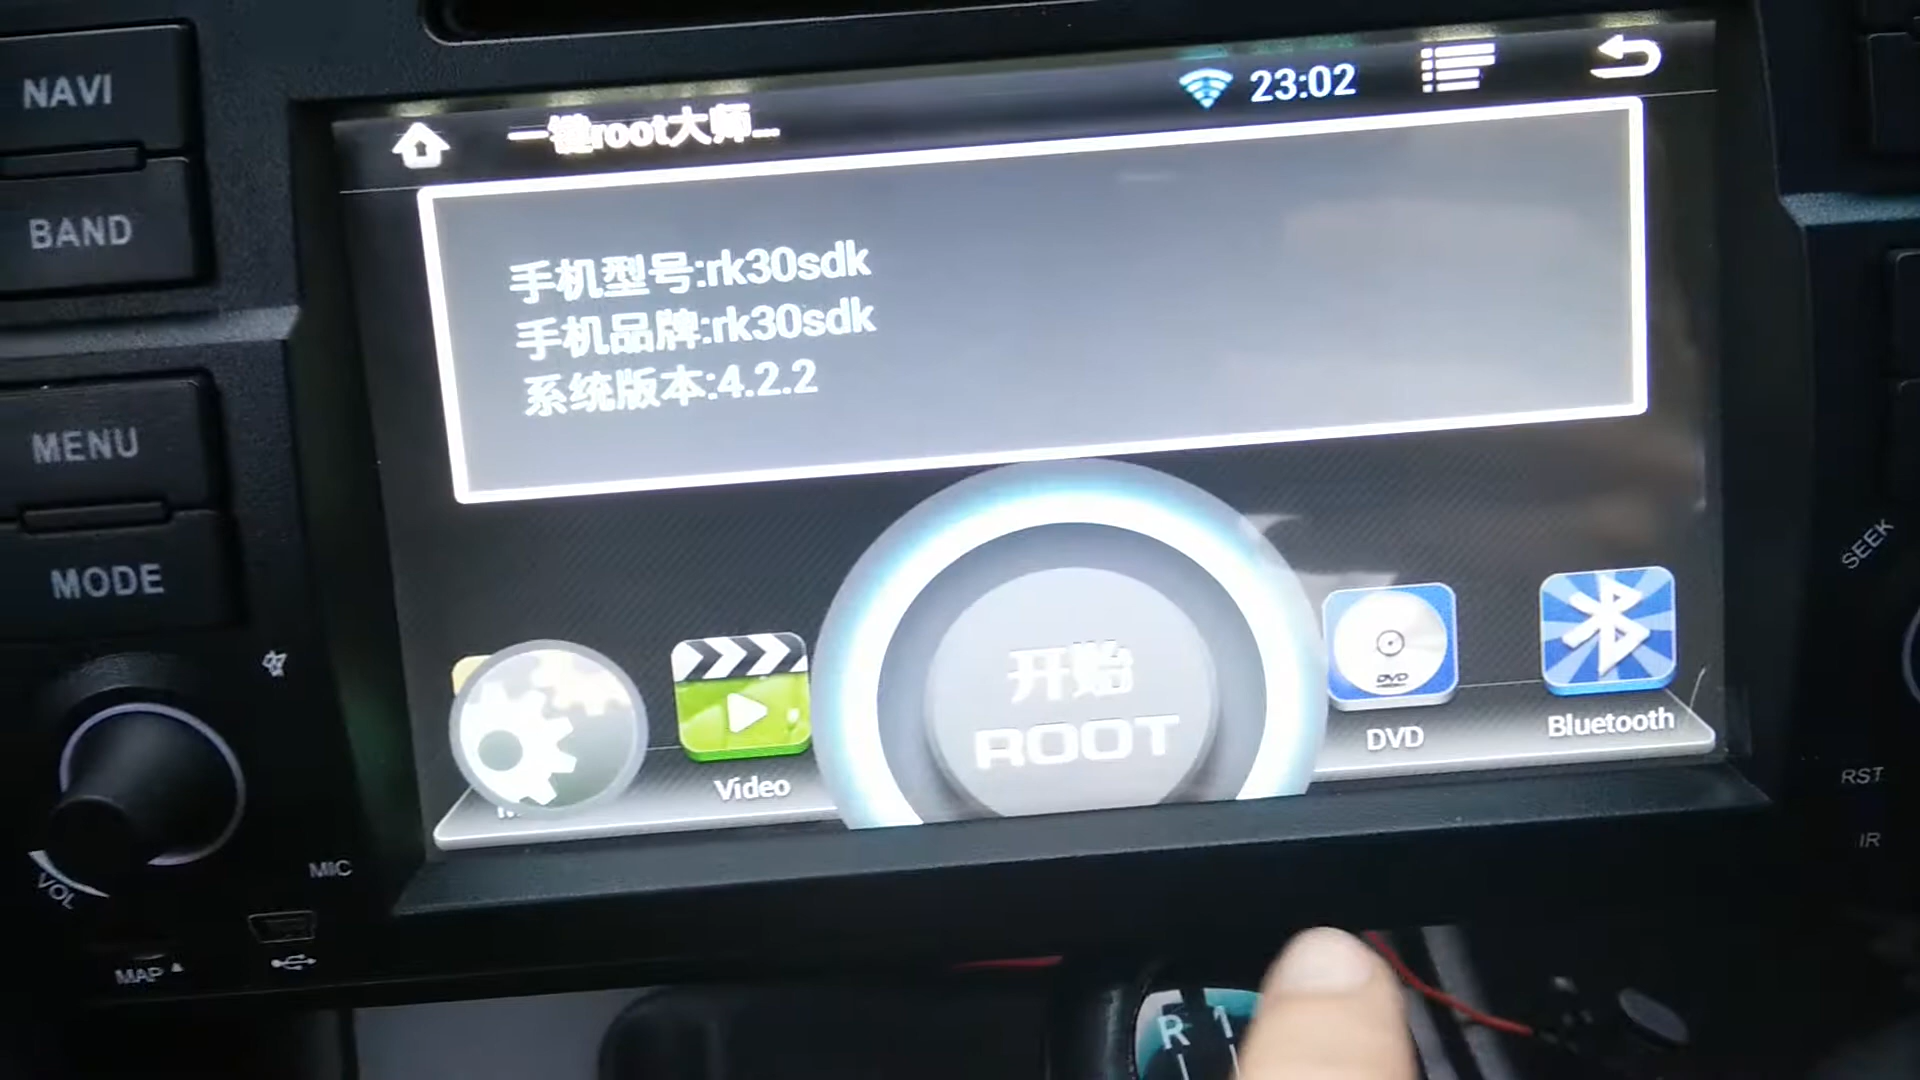 NAVI
BAND
MENU
MODE
VOL
MIC
MAP
一键root大师...
23:02
手机型号:rk30sdk
手机品牌:rk30sdk
系统版本:4.2.2
开始
ROOT
Video
DVD
DVD
Bluetooth
SEEK
RST
IR
R 1